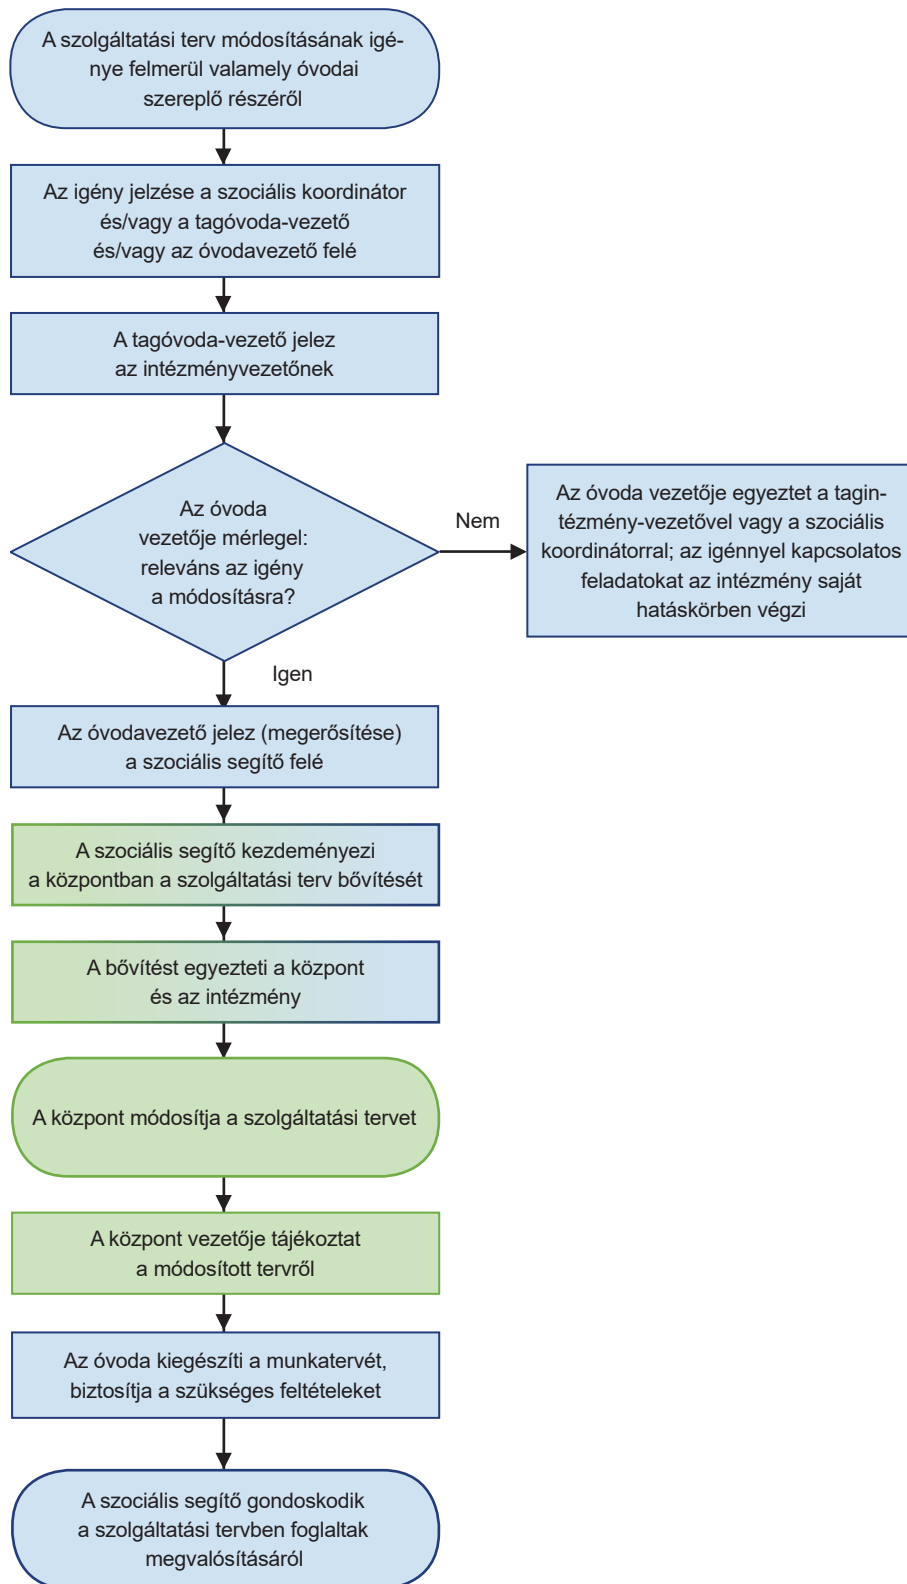 A szolgáltatási terv módosításának igé-
nye felmerül valamely óvodai
szereplő részéről
Az igény jelzése a szociális koordinátor
és/vagy a tagóvoda-vezető
és/vagy az óvodavezető felé
A tagóvoda-vezető jelez
az intézményvezetőnek
Az óvoda
vezetője mérlegel:
releváns az igény
a módosításra?
Nem
Az óvoda vezetője egyeztet a tagin-
tézmény-vezetővel vagy a szociális
koordinátorral; az igénnyel kapcsolatos
feladatokat az intézmény saját
hatáskörben végzi
Igen
Az óvodavezető jelez (megerősítése)
a szociális segítő felé
A szociális segítő kezdeményezi
a központban a szolgáltatási terv bővítését
A bővítést egyezteti a központ
és az intézmény
A központ módosítja a szolgáltatási tervet
A központ vezetője tájékoztat
a módosított tervről
Az óvoda kiegészíti a munkatervét,
biztosítja a szükséges feltételeket
A szociális segítő gondoskodik
a szolgáltatási tervben foglaltak
megvalósításáról